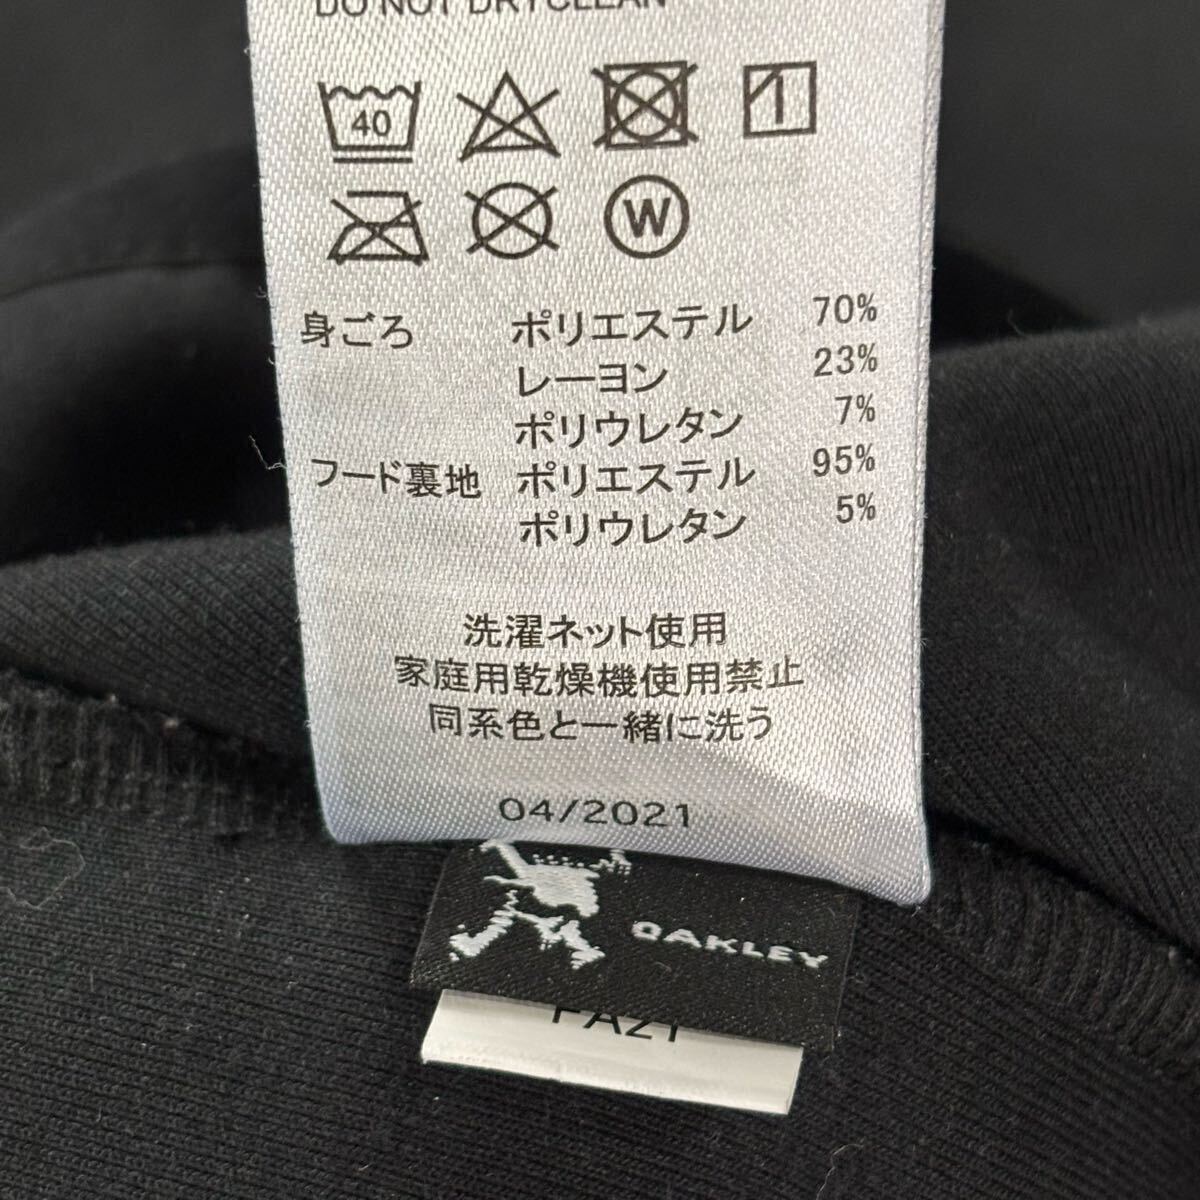 DO NOT DRYCLEAN
40
W
身ごろ ポリエステル 70%
レーヨン 23%
ポリウレタン 7%
フード裏地 ポリエステル 95%
ポリウレタン 5%
洗濯ネット使用
家庭用乾燥機使用禁止
同系色と一緒に洗う
04/2021
OAKLEY